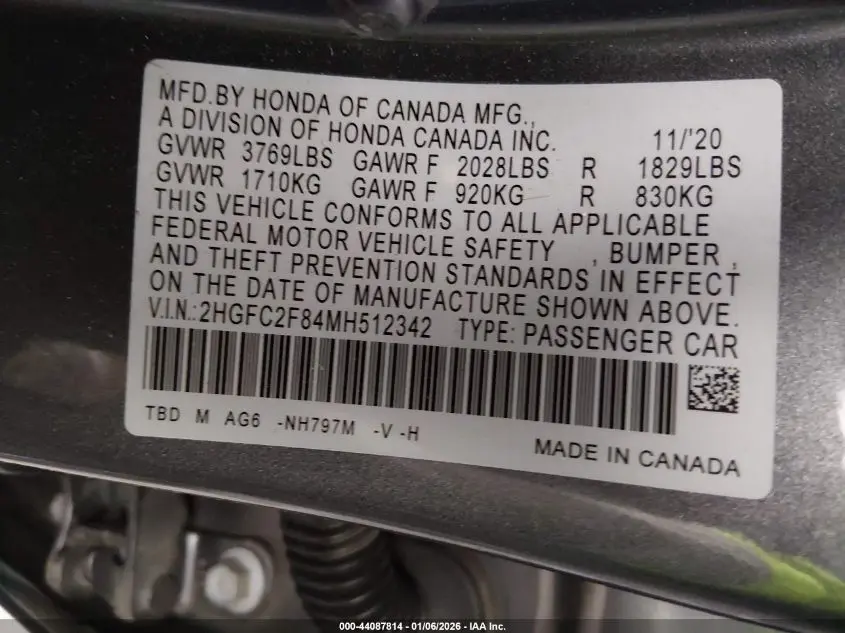 MFD.BY HONDA OF CANADA MFG.,
A DIVISION OF HONDA CANADA INC. 11/'20
GVWR 3769LBS GAWR F 2028LBS R 1829LBS
GVWR 1710KG GAWR F 920KG R 830KG
THIS VEHICLE CONFORMS TO ALL APPLICABLE
FEDERAL MOTOR VEHICLE SAFETY , BUMPER ,
AND THEFT PREVENTION STANDARDS IN EFFECT
ON THE DATE OF MANUFACTURE SHOWN ABOVE.
V.I.N.:2HGFC2F84MH512342 TYPE: PASSENGER CAR
TBD M AG6 -NH797M -V -H
MADE IN CANADA
000-44087814 - 01/06/2026 - IAA Inc.